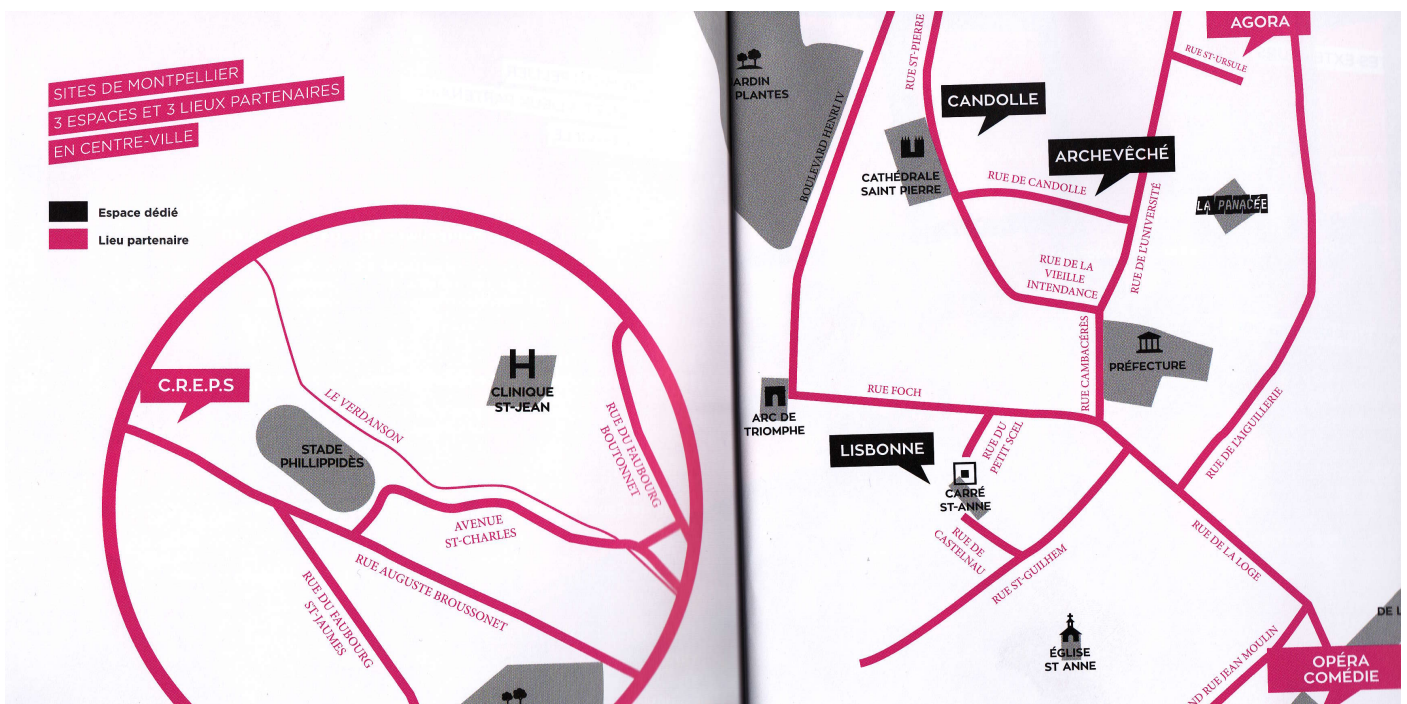 SITES DE MONTPELLIER
3 ESPACES ET 3 LIEUX PARTENAIRES
EN CENTRE-VILLE
Espace dédié
Lieu partenaire
C.R.E.P.S
LE VERDANSON
CLINIQUE
ST-JEAN
STADE
PHILLIPPIDÈS
RUE DU FAUBOURG
BOUTONNET
AVENUE
ST-CHARLES
RUE AUGUSTE BROUSSONET
RUE DU FAUBOURG
ST-JAUMES
JARDIN
PLANTES
BOULEVARD HENRI IV
RUE ST-PIERRE
CANDOLLE
CATHÉDRALE
SAINT PIERRE
RUE DE CANDOLLE
ARCHEVÊCHÉ
AGORA
RUE ST-URSULE
RUE DE L'UNIVERSITÉ
LA PANACÉE
RUE DE LA
VIEILLE
INTENDANCE
RUE CAMBACÉRÈS
PRÉFECTURE
ARC DE
TRIOMPHE
RUE FOCH
RUE DU
PETIT SCEL
LISBONNE
CARRÉ
ST-ANNE
RUE DE
CASTELNAU
RUE ST-GUILHEM
RUE DE L'AIGUILLERIE
RUE DE LA LOGE
ÉGLISE
ST ANNE
ND RUE JEAN MOULIN
DE L
OPÉRA
COMÉDIE